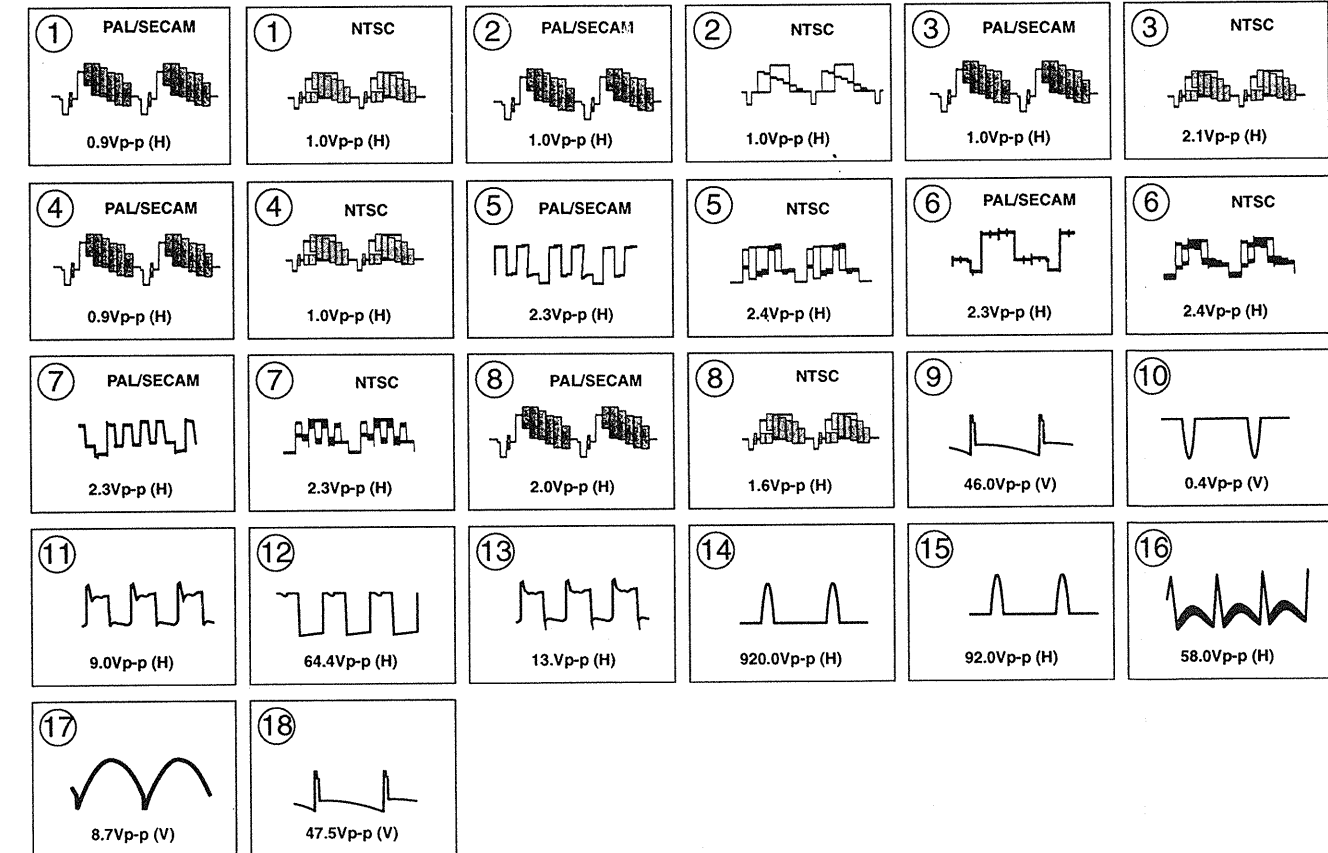 1 PAL/SECAM
0.9Vp-p (H)
1 NTSC
1.0Vp-p (H)
2 PAL/SECAM
1.0Vp-p (H)
2 NTSC
1.0Vp-p (H)
3 PAL/SECAM
1.0Vp-p (H)
3 NTSC
2.1Vp-p (H)
4 PAL/SECAM
0.9Vp-p (H)
4 NTSC
1.0Vp-p (H)
5 PAL/SECAM
2.3Vp-p (H)
5 NTSC
2.4Vp-p (H)
6 PAL/SECAM
2.3Vp-p (H)
6 NTSC
2.4Vp-p (H)
7 PAL/SECAM
2.3Vp-p (H)
7 NTSC
2.3Vp-p (H)
8 PAL/SECAM
2.0Vp-p (H)
8 NTSC
1.6Vp-p (H)
9
46.0Vp-p (V)
10
0.4Vp-p (V)
11
9.0Vp-p (H)
12
64.4Vp-p (H)
13
13.Vp-p (H)
14
920.0Vp-p (H)
15
92.0Vp-p (H)
16
58.0Vp-p (H)
17
8.7Vp-p (V)
18
47.5Vp-p (V)